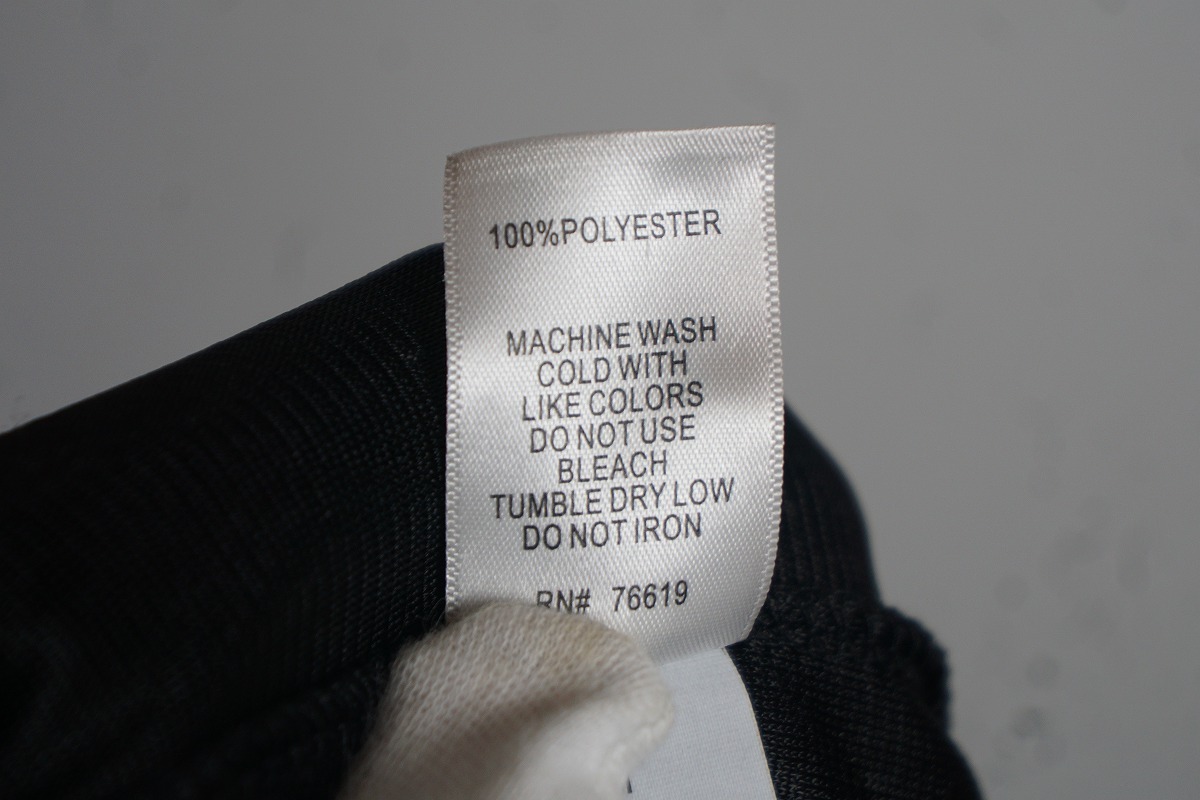 100%POLYESTER
MACHINE WASH
COLD WITH
LIKE COLORS
DO NOT USE
BLEACH
TUMBLE DRY LOW
DO NOT IRON
RN# 76619